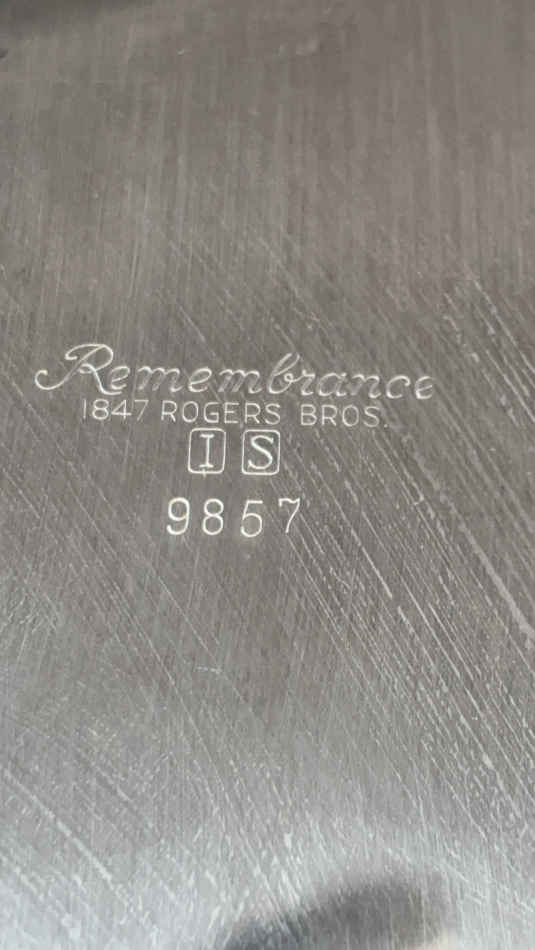 Remembrance
1847 ROGERS BROS.
I S
9857